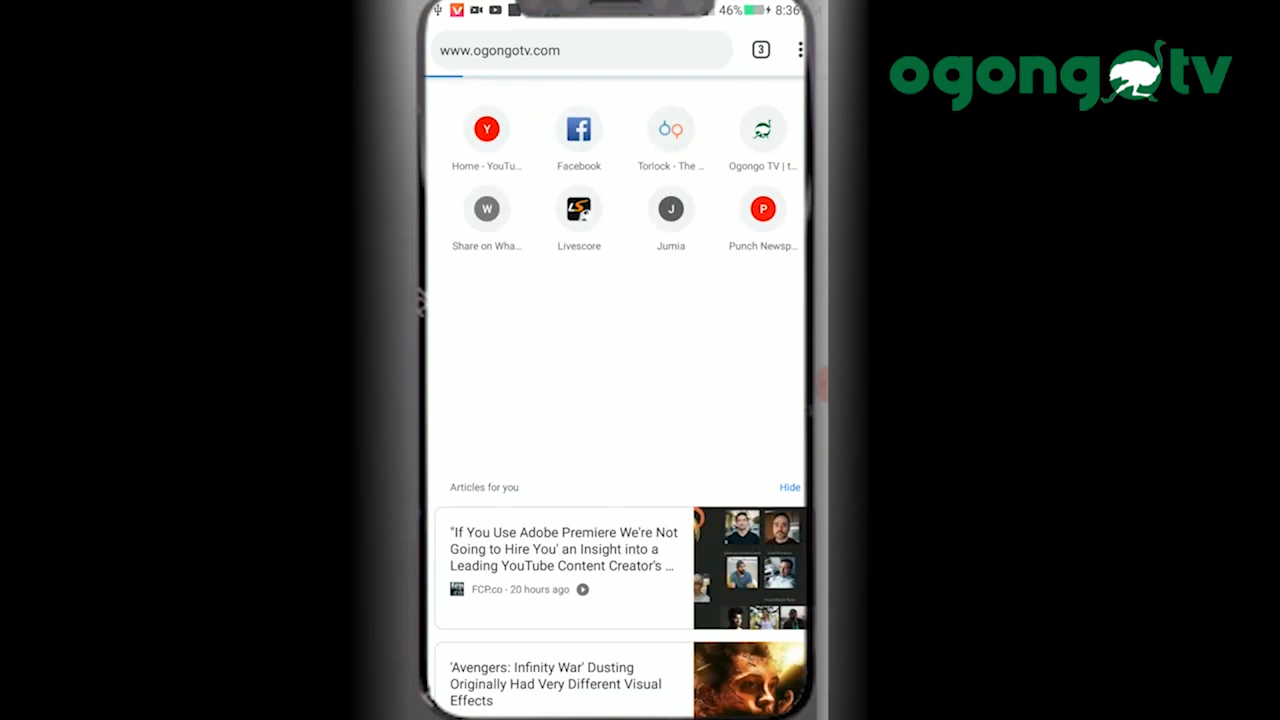 46% 8:36
www.ogongotv.com
3
ogongotv
Y
Home - YouTu...
Facebook
Torlock - The ...
Ogongo TV | t...
W
LS
J
P
Share on Wha...
Livescore
Jumia
Punch Newsp...
Articles for you
Hide
"If You Use Adobe Premiere We're Not
Going to Hire You' an Insight into a
Leading YouTube Content Creator's ...
FCP.co - 20 hours ago
'Avengers: Infinity War' Dusting
Originally Had Very Different Visual
Effects